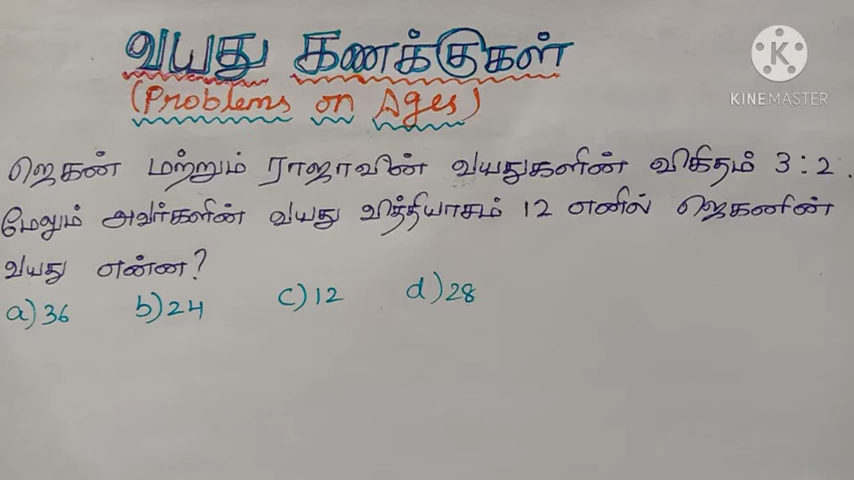 வயது கணக்குகள்
(Problems on Ages)
KINEMASTER
ஜெகன் மற்றும் ராஜாவின் வயதுகளின் விகிதம் 3:2.
மேலும் அவர்களின் வயது வித்தியாசம் 12 எனில் ஜெகனின்
வயது என்ன?
a)36 b)24 c)12 d)28